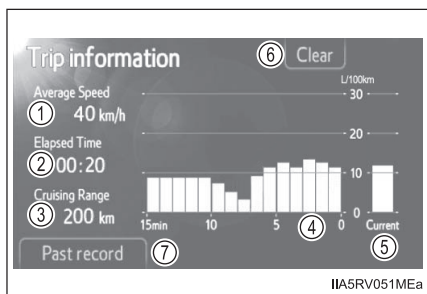 Trip information
6
Clear
L/100km
Average Speed
30
1
40 km/h
Elapsed Time
20
2
00:20
10
Cruising Range
3
200 km
15min
10
5
4
0
0
Current
5
Past record
7
IIA5RV051MEa